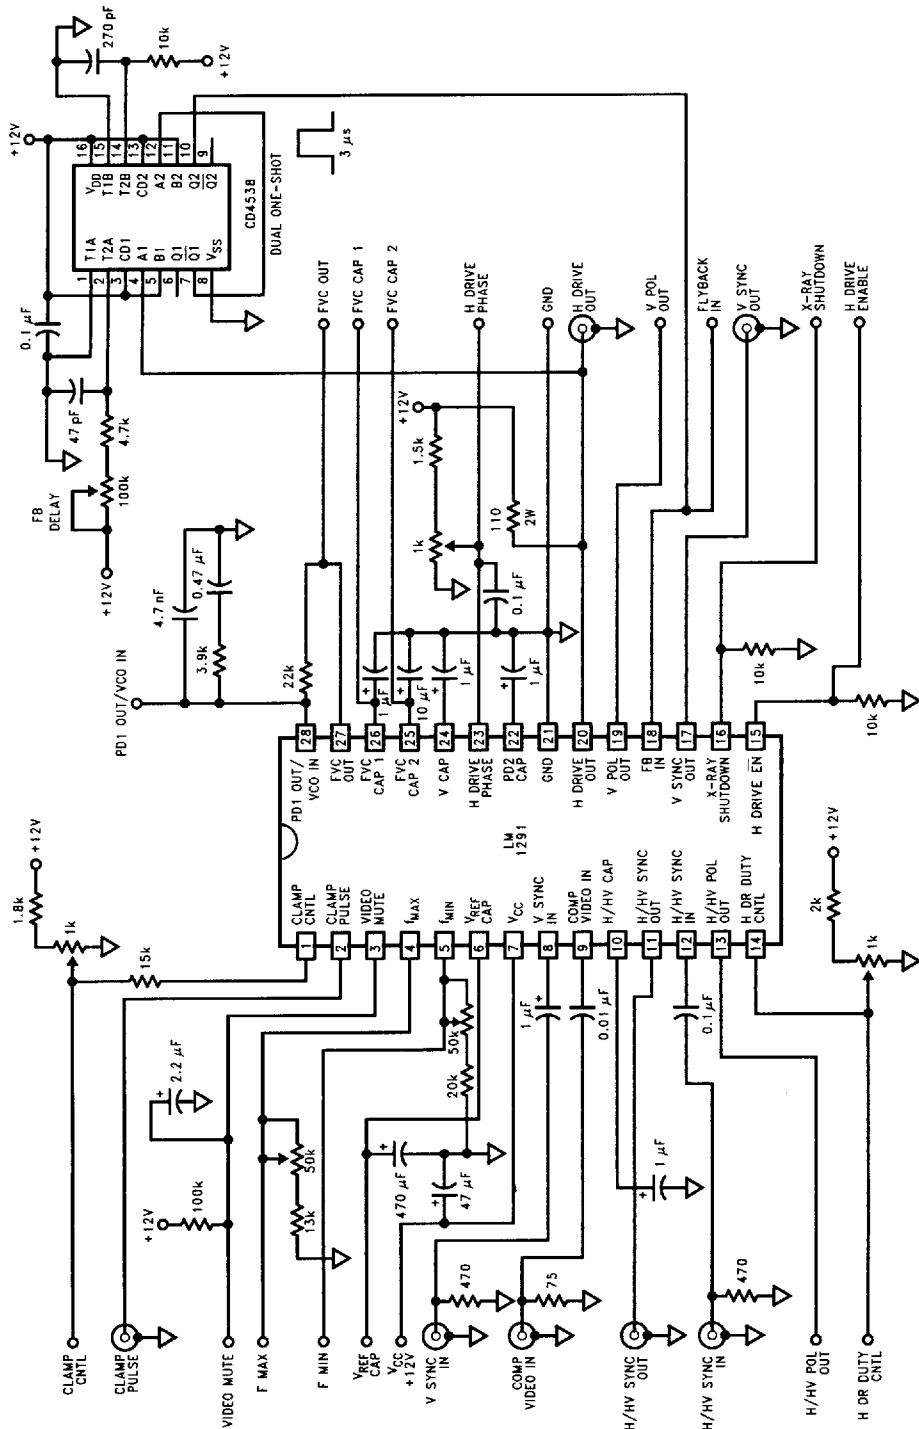 +12V
270 pF
10k
+12V
16
15
14
13
12
11
10
9
VDD
T1B
T2B
CD2
A2
B2
Q2
Q2
CD4538
DUAL ONE-SHOT
3 µs
T1A
T2A
CD1
A1
B1
Q1
Q1
VSS
1
2
3
4
5
6
7
8
0.1 µF
47 pF
4.7k
100k
FB
DELAY
+12V
FVC OUT
FVC CAP 1
FVC CAP 2
H DRIVE
PHASE
GND
H DRIVE
OUT
V POL
OUT
FLYBACK
IN
V SYNC
OUT
X-RAY
SHUTDOWN
H DRIVE
ENABLE
+12V
1.5k
1k
110
2W
0.1 µF
4.7 nF
0.47 µF
3.9k
22k
PD1 OUT/VCO IN
1 µF
10 µF
1 µF
1 µF
10k
10k
28
27
26
25
24
23
22
21
20
19
18
17
16
15
PD1 OUT/
VCO IN
FVC
OUT
FVC
CAP 1
FVC
CAP 2
V CAP
H DRIVE
PHASE
PD2
CAP
GND
H DRIVE
OUT
V POL
OUT
FB
IN
V SYNC
OUT
X-RAY
SHUTDOWN
H DRIVE EN
LM
1291
CLAMP
CNTL
CLAMP
PULSE
VIDEO
MUTE
fMAX
fMIN
VREF
CAP
VCC
V SYNC
IN
COMP
VIDEO IN
H/HV CAP
H/HV SYNC
OUT
H/HV SYNC
IN
H/HV POL
OUT
H DR DUTY
CNTL
1
2
3
4
5
6
7
8
9
10
11
12
13
14
+12V
1.8k
1k
15k
2.2 µF
+12V
100k
50k
13k
50k
20k
470 µF
47 µF
1 µF
0.01 µF
470
75
1 µF
0.1 µF
470
+12V
2k
1k
CLAMP
CNTL
CLAMP
PULSE
VIDEO MUTE
F MAX
F MIN
VREF
CAP
VCC
+12V
V SYNC IN
COMP
VIDEO IN
H/HV SYNC
OUT
H/HV SYNC
IN
H/HV POL
OUT
H DR DUTY
CNTL